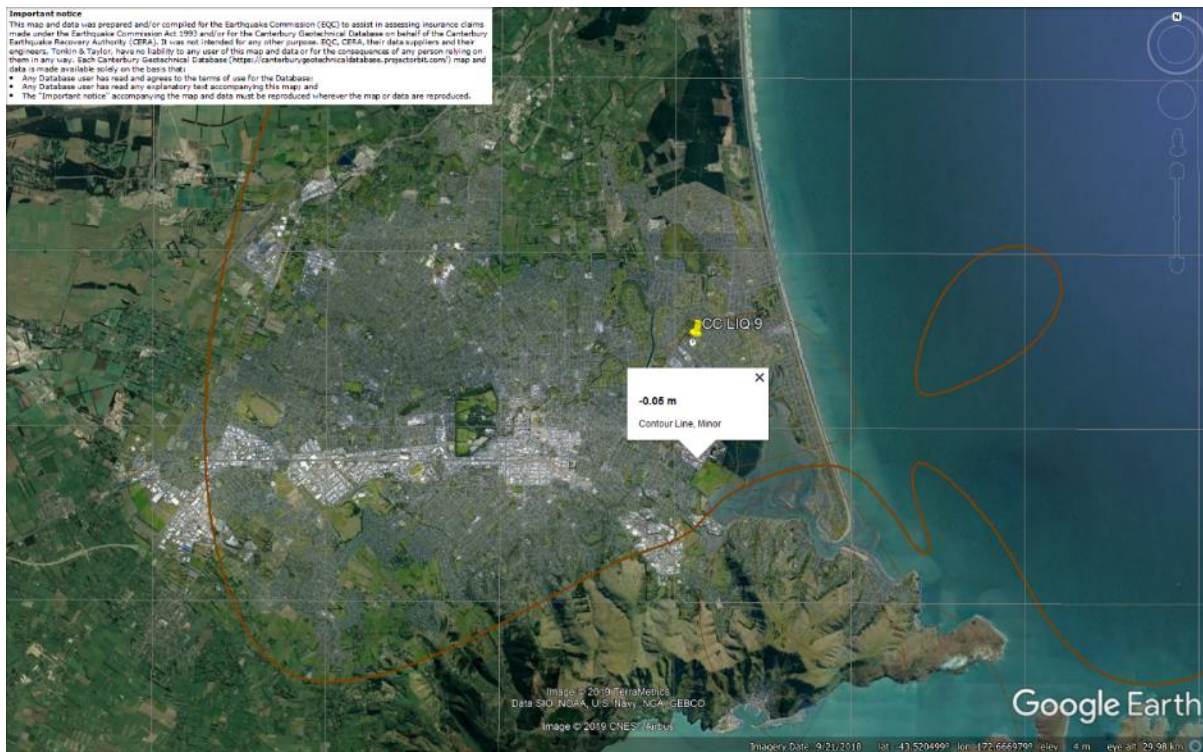 Important notice
This map and data was prepared and/or compiled for the Earthquake Commission (EQC) to assist in assessing insurance claims
made under the Earthquake Commission Act 1993 and/or for the Canterbury Geotechnical Database on behalf of the Canterbury
Earthquake Recovery Authority (CERA). It was not intended for any other purpose. EQC, CERA, their data suppliers and their
engineers, Tonkin & Taylor, have no liability to any user of this map and data or for the consequences of any person relying on
them in any way. Each Canterbury Geotechnical Database (https://canterburygeotechnicaldatabase.projectorbit.com/) map and
data is made available solely on the basis that:
• Any Database user has read and agrees to the terms of use for the Database;
• Any Database user has read any explanatory text accompanying this map; and
• The "Important notice" accompanying the map and data must be reproduced wherever the map or data are reproduced.
N
CC LIQ 9
-0.05 m
Contour Line, Minor
Image © 2019 TerraMetrics
Data SIO, NOAA, U.S. Navy, NGA, GEBCO
Image © 2019 CNES / Airbus
Google Earth
Imagery Date: 9/21/2018 lat -43.520499° lon 172.666979° elev 4 m eye alt 29.98 km